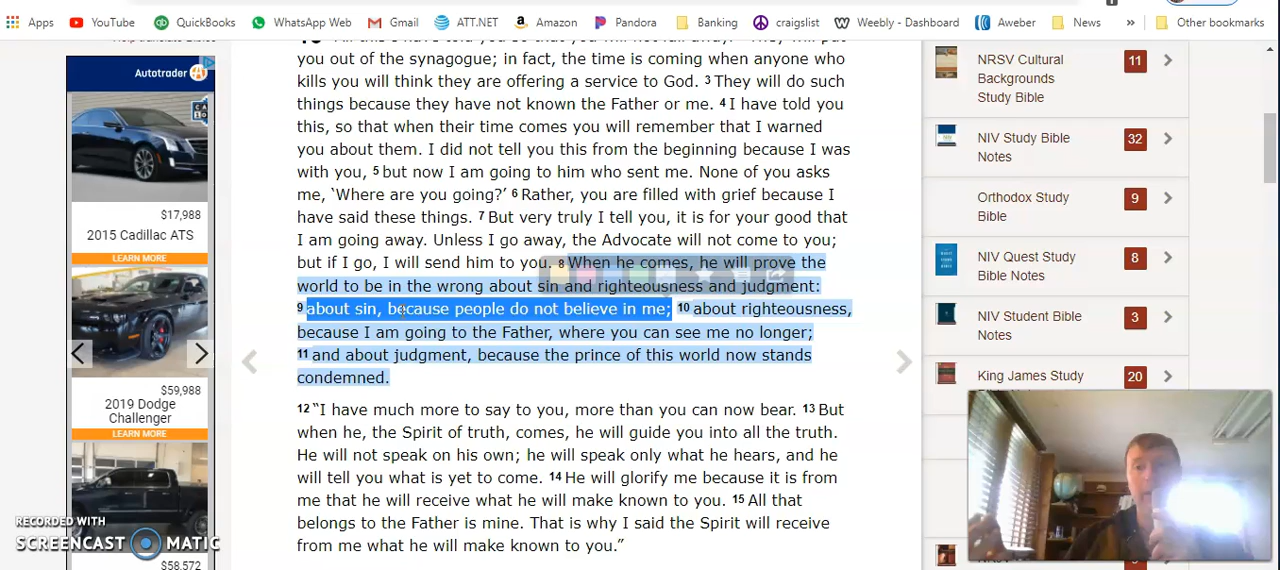 Apps YouTube QuickBooks WhatsApp Web Gmail ATT.NET Amazon Pandora Banking craigslist Weebly - Dashboard Aweber News » Other bookmarks
Autotrader
$17,988
2015 Cadillac ATS
LEARN MORE
$59,988
2019 Dodge
Challenger
LEARN MORE
$58,572
RECORDED WITH
SCREENCAST MATIC
you out of the synagogue; in fact, the time is coming when anyone who
kills you will think they are offering a service to God. 3 They will do such
things because they have not known the Father or me. 4 I have told you
this, so that when their time comes you will remember that I warned
you about them. I did not tell you this from the beginning because I was
with you, 5 but now I am going to him who sent me. None of you asks
me, ‘Where are you going?’ 6 Rather, you are filled with grief because I
have said these things. 7 But very truly I tell you, it is for your good that
I am going away. Unless I go away, the Advocate will not come to you;
but if I go, I will send him to you. 8 When he comes, he will prove the
world to be in the wrong about sin and righteousness and judgment:
9 about sin, because people do not believe in me; 10 about righteousness,
because I am going to the Father, where you can see me no longer;
11 and about judgment, because the prince of this world now stands
condemned.
12 “I have much more to say to you, more than you can now bear. 13 But
when he, the Spirit of truth, comes, he will guide you into all the truth.
He will not speak on his own; he will speak only what he hears, and he
will tell you what is yet to come. 14 He will glorify me because it is from
me that he will receive what he will make known to you. 15 All that
belongs to the Father is mine. That is why I said the Spirit will receive
from me what he will make known to you.”
NRSV Cultural 11
Backgrounds
Study Bible
NIV Study Bible 32
Notes
Orthodox Study 9
Bible
NIV Quest Study 8
Bible Notes
NIV Student Bible 3
Notes
King James Study 20